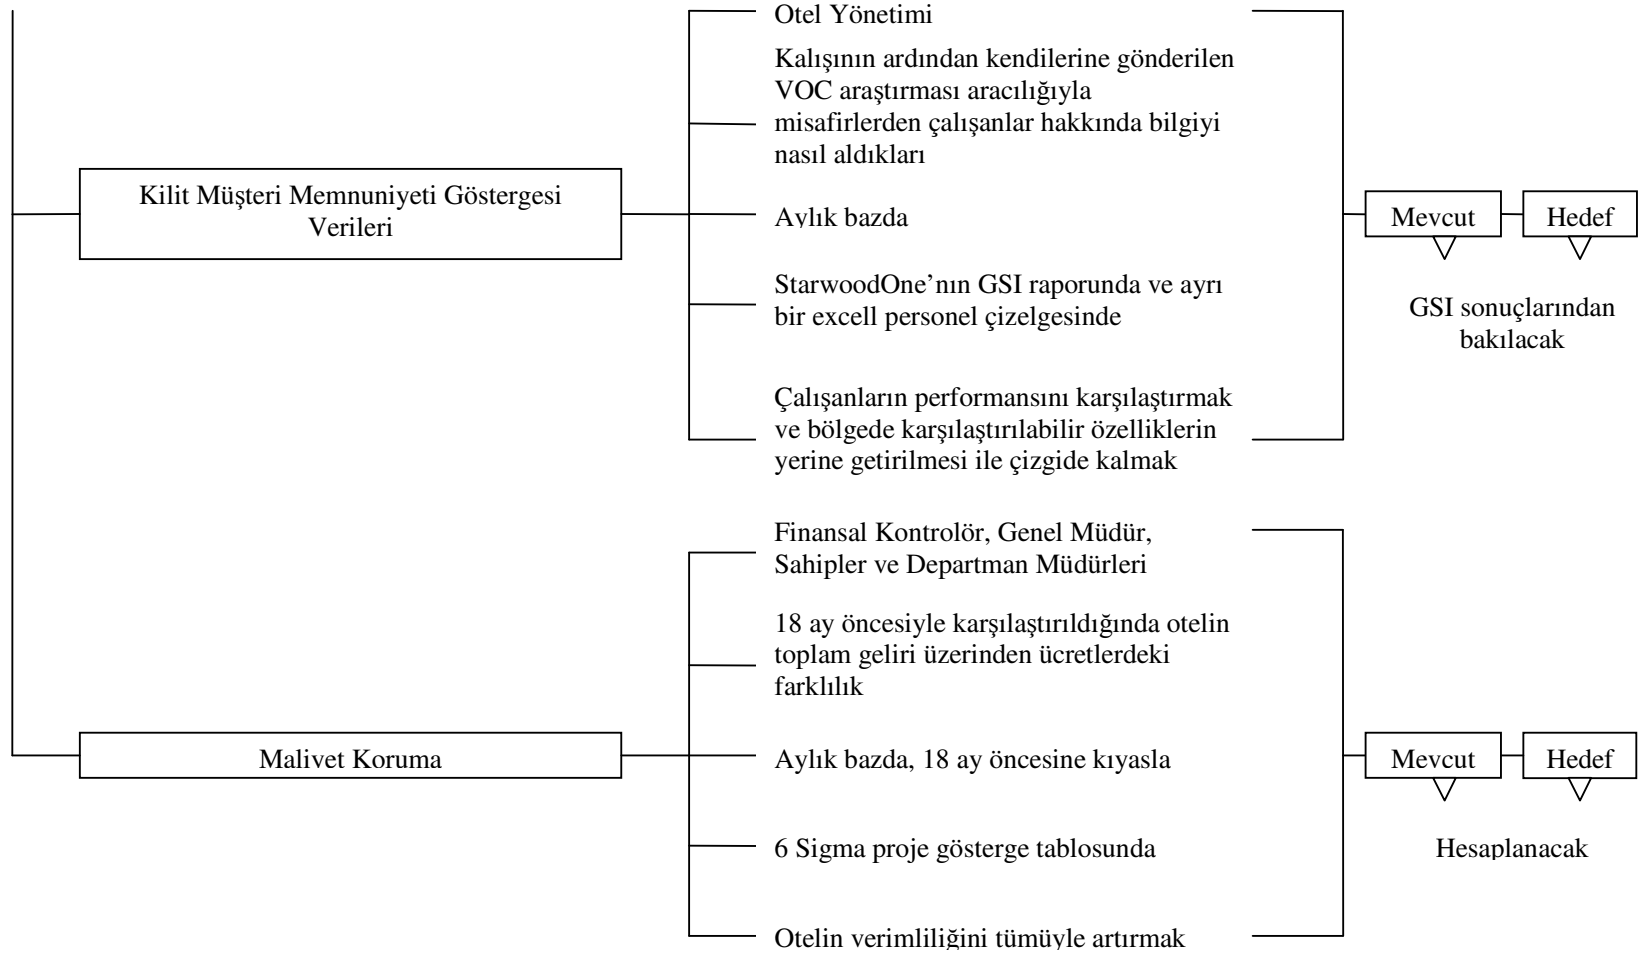 Otel Yönetimi
Kalışının ardından kendilerine gönderilen
VOC araştırması aracılığıyla
misafirlerden çalışanlar hakkında bilgiyi
nasıl aldıkları
Kilit Müşteri Memnuniyeti Göstergesi
Verileri
Aylık bazda
Mevcut
Hedef
StarwoodOne’nın GSI raporunda ve ayrı
bir excell personel çizelgesinde
GSI sonuçlarından
bakılacak
Çalışanların performansını karşılaştırmak
ve bölgede karşılaştırılabilir özelliklerin
yerine getirilmesi ile çizgide kalmak
Finansal Kontrolör, Genel Müdür,
Sahipler ve Departman Müdürleri
18 ay öncesiyle karşılaştırıldığında otelin
toplam geliri üzerinden ücretlerdeki
farklılık
Maliyet Koruma
Aylık bazda, 18 ay öncesine kıyasla
Mevcut
Hedef
6 Sigma proje gösterge tablosunda
Hesaplanacak
Otelin verimliliğini tümüyle artırmak